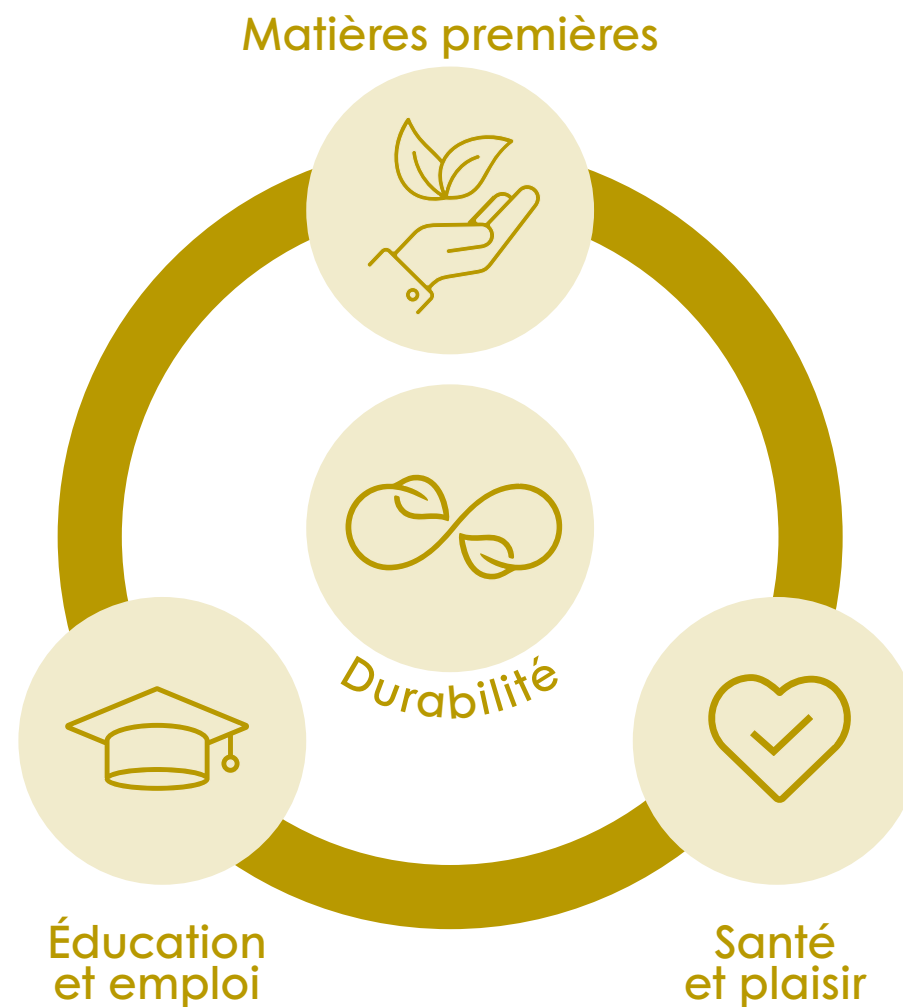 Matières premières
Durabilité
Éducation
et emploi
Santé
et plaisir